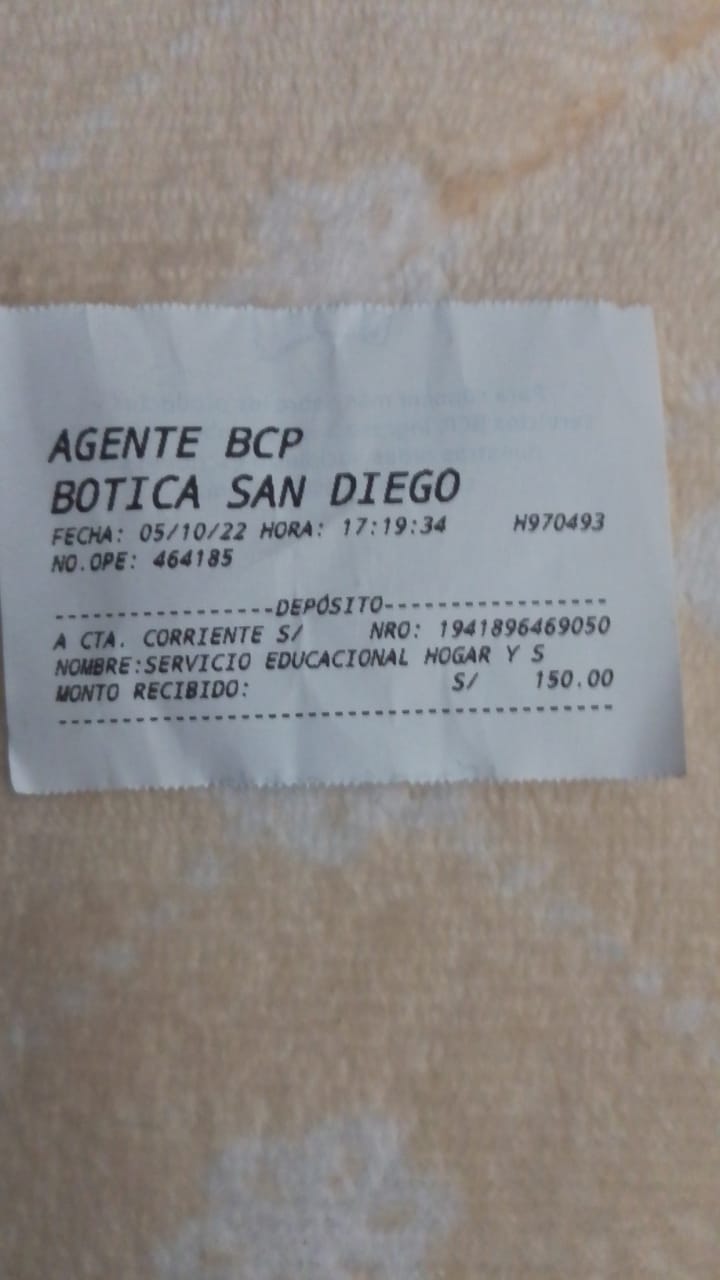 AGENTE BCP
BOTICA SAN DIEGO
FECHA: 05/10/22 HORA: 17:19:34 H970493
NO.OPE: 464185
-----------------DEPÓSITO-----------------
A CTA. CORRIENTE S/ NRO: 1941896469050
NOMBRE:SERVICIO EDUCACIONAL HOGAR Y S
MONTO RECIBIDO: S/ 150.00
------------------------------------------